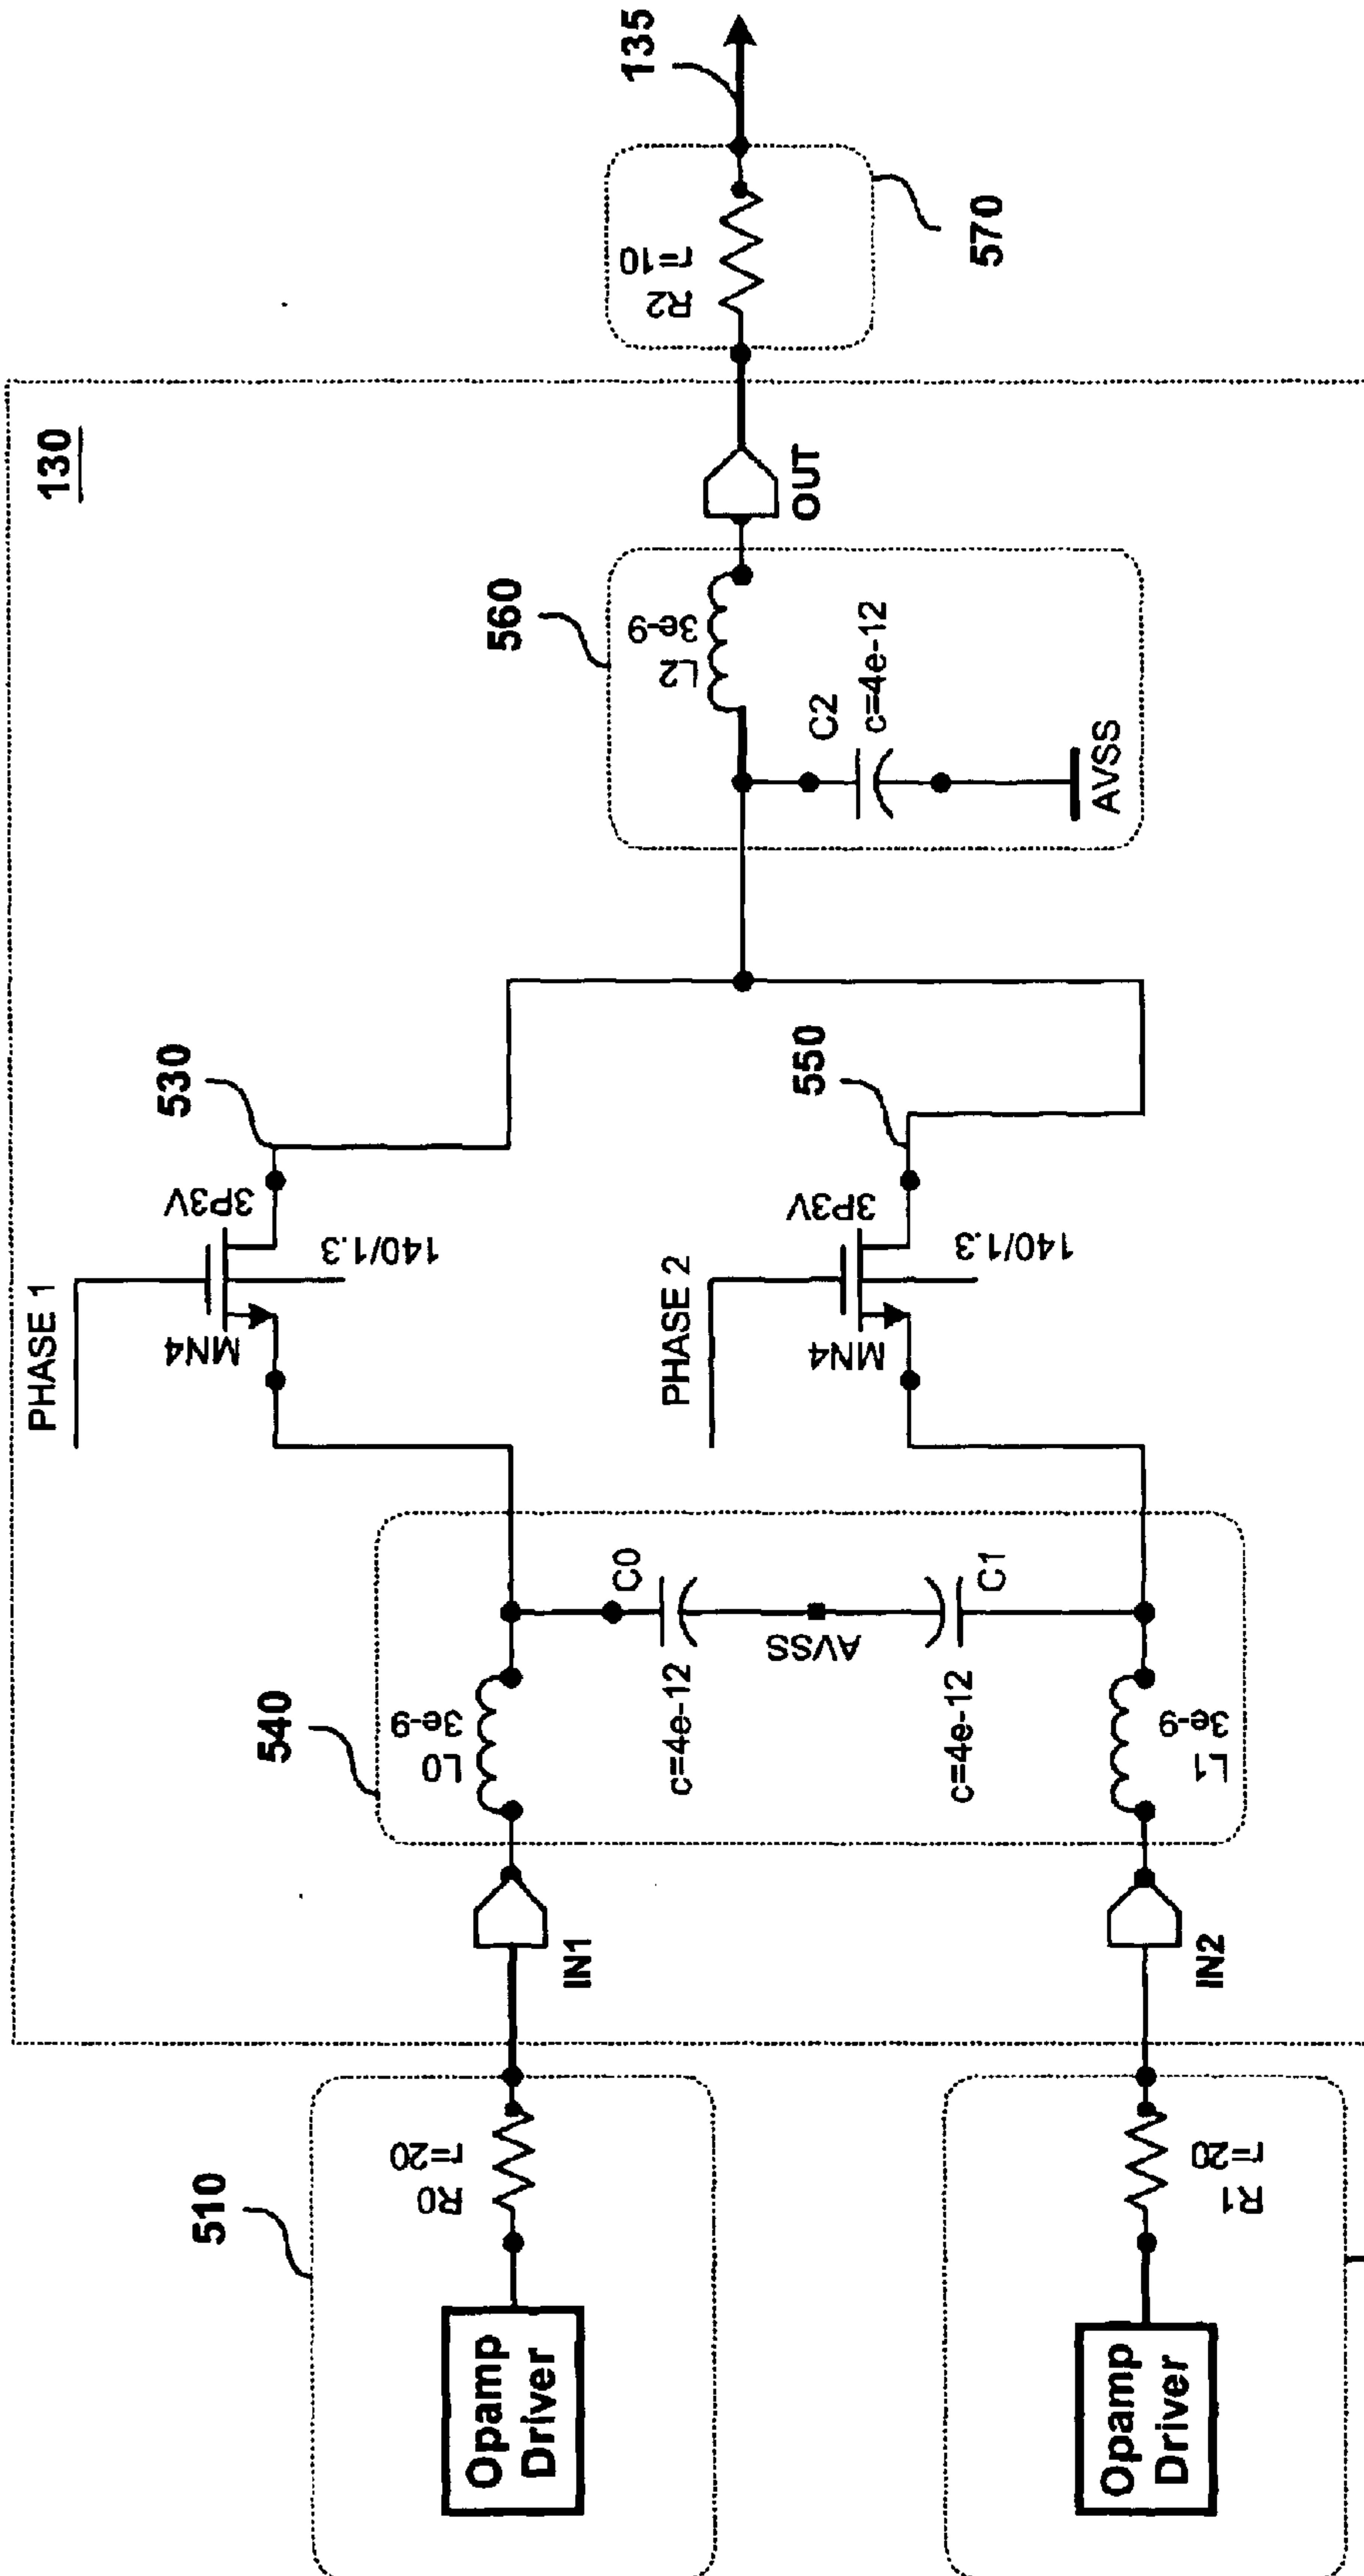 510
Opamp
Driver
R0
r=20
IN1
Opamp
Driver
R1
r=20
IN2
130
540
L0
3e-9
C0
c=4e-12
AVSS
C1
c=4e-12
L1
3e-9
PHASE 1
MN4
3P3V
140/1.3
530
PHASE 2
MN4
3P3V
140/1.3
550
560
L2
3e-9
C2
c=4e-12
AVSS
OUT
R2
r=10
570
135